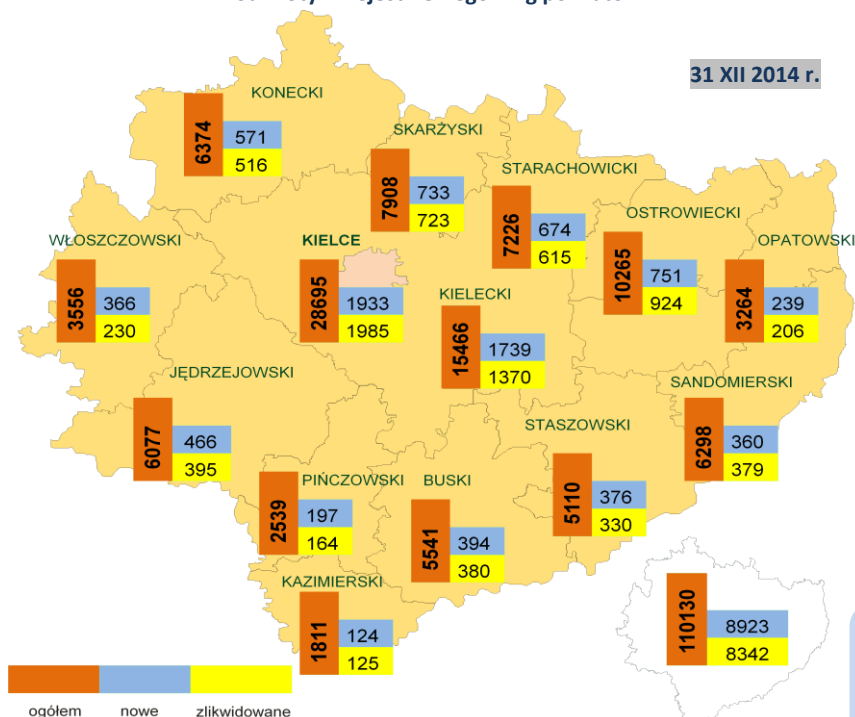 31 XII 2014 r.
KONECKI
6374
571
516
SKARŻYSKI
7908
733
723
STARACHOWICKI
7226
674
615
OSTROWIECKI
10265
751
924
OPATOWSKI
3264
239
206
WŁOSZCZOWSKI
3556
366
230
KIELCE
28695
1933
1985
KIELECKI
15466
1739
1370
JĘDRZEJOWSKI
6077
466
395
SANDOMIERSKI
6298
360
379
STASZOWSKI
5110
376
330
PIŃCZOWSKI
2539
197
164
BUSKI
5541
394
380
KAZIMIERSKI
1811
124
125
110130
8923
8342
ogółem nowe zlikwidowane